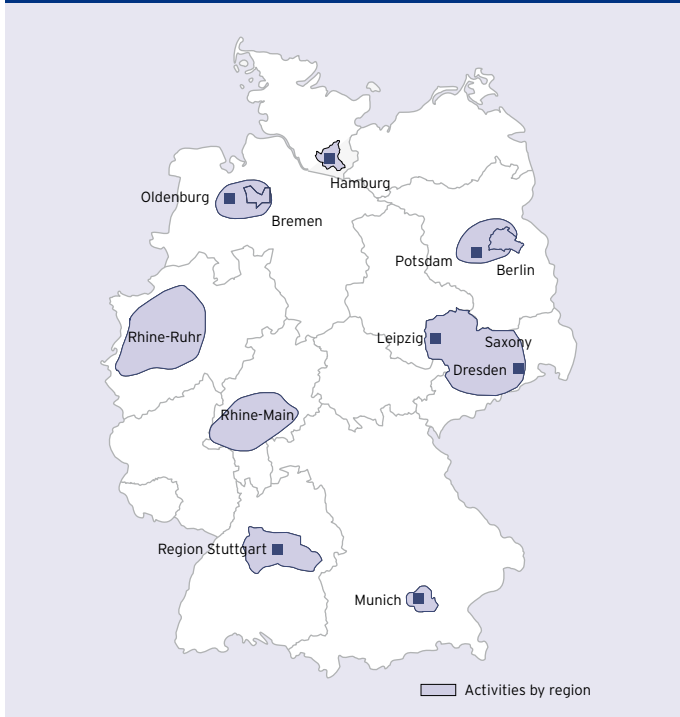 Hamburg
Oldenburg
Bremen
Potsdam
Berlin
Rhine-Ruhr
Leipzig
Saxony
Dresden
Rhine-Main
Region Stuttgart
Munich
Activities by region